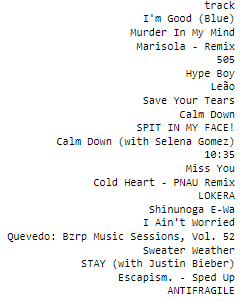 track
I'm Good (Blue)
Murder In My Mind
Marisola - Remix
505
Hype Boy
Leão
Save Your Tears
Calm Down
SPIT IN MY FACE!
Calm Down (with Selena Gomez)
10:35
Miss You
Cold Heart - PNAU Remix
LOKERA
Shinunoga E-Wa
I Ain't Worried
Quevedo: Bzrp Music Sessions, Vol. 52
Sweater Weather
STAY (with Justin Bieber)
Escapism. - Sped Up
ANTIFRAGILE